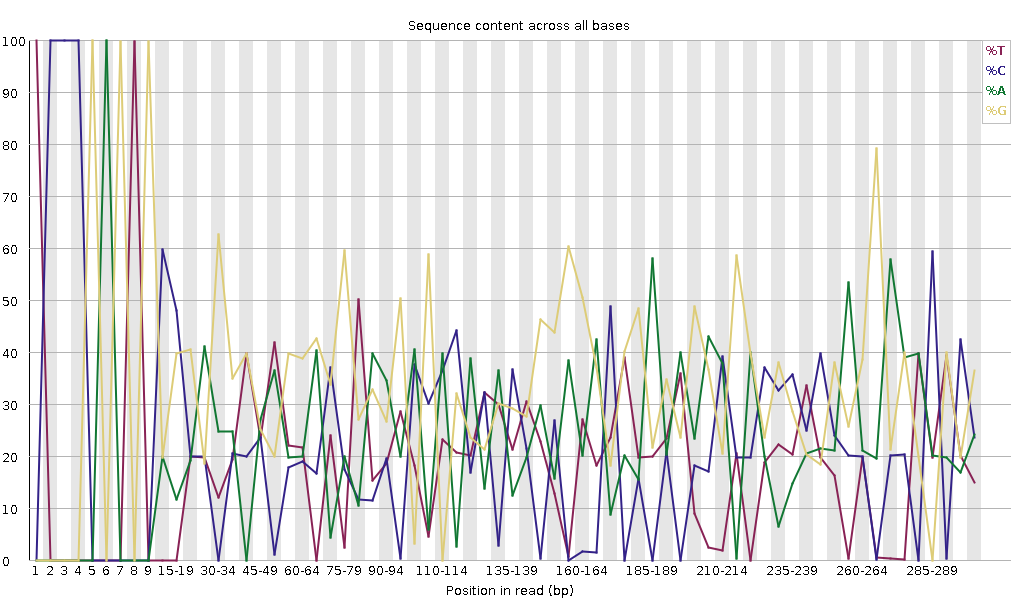 Sequence content across all bases
%T
%C
%A
%G
100
90
80
70
60
50
40
30
20
10
0
1 2 3 4 5 6 7 8 9 15-19 30-34 45-49 60-64 75-79 90-94 110-114 135-139 160-164 185-189 210-214 235-239 260-264 285-289
Position in read (bp)